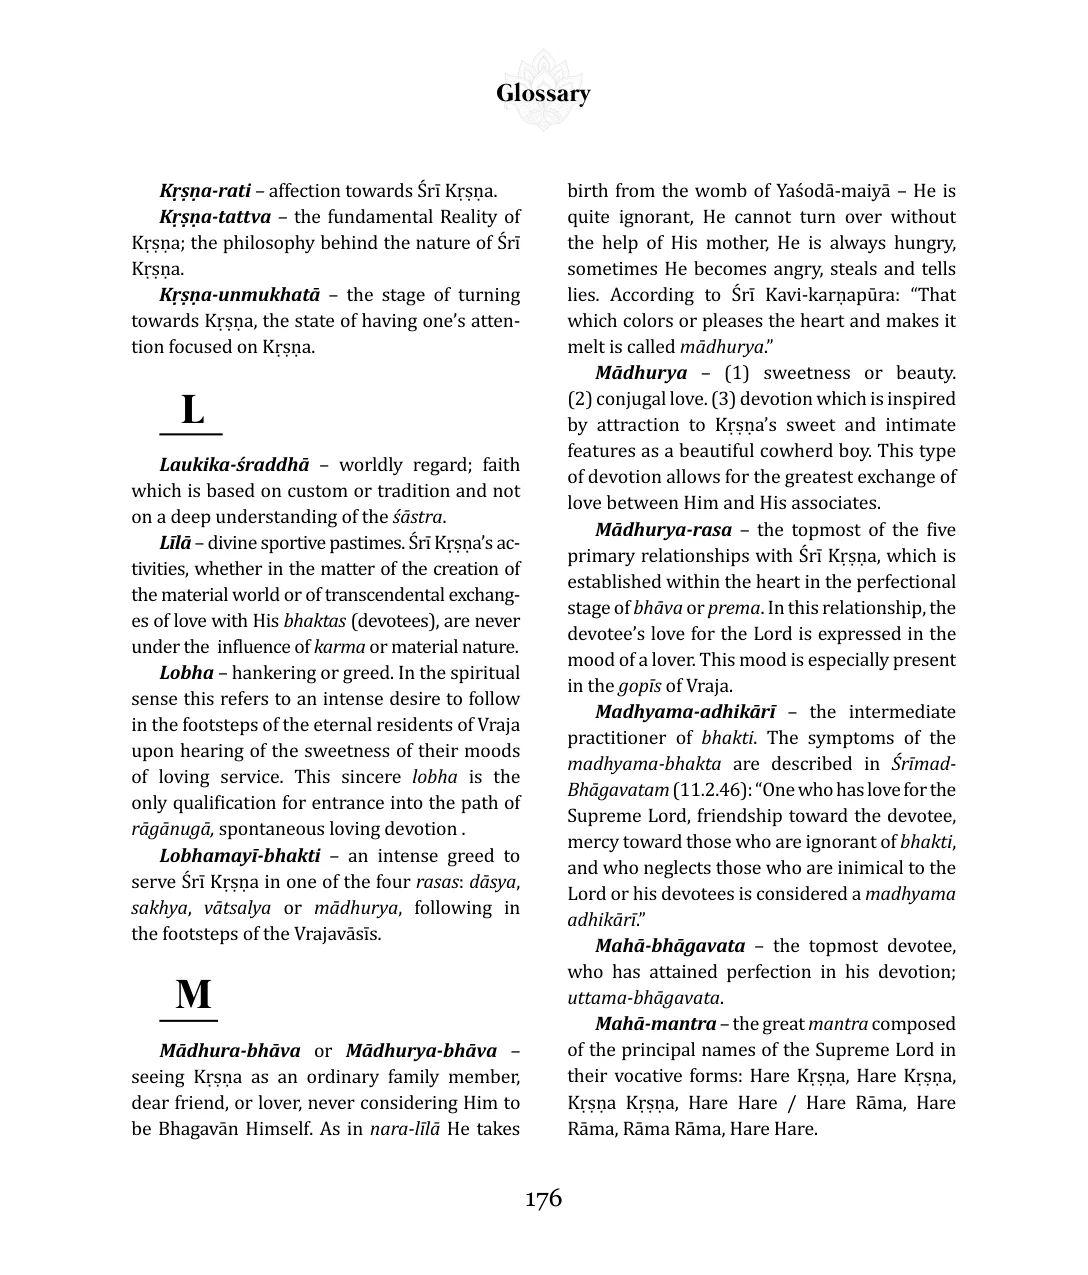 Glossary
Kṛṣṇa-rati – affection towards Śrī Kṛṣṇa.
Kṛṣṇa-tattva – the fundamental Reality of
Kṛṣṇa; the philosophy behind the nature of Śrī
Kṛṣṇa.
Kṛṣṇa-unmukhatā – the stage of turning
towards Kṛṣṇa, the state of having one’s atten-
tion focused on Kṛṣṇa.
L
Laukika-śraddhā – worldly regard; faith
which is based on custom or tradition and not
on a deep understanding of the śāstra.
Līlā – divine sportive pastimes. Śrī Kṛṣṇa’s ac-
tivities, whether in the matter of the creation of
the material world or of transcendental exchang-
es of love with His bhaktas (devotees), are never
under the influence of karma or material nature.
Lobha – hankering or greed. In the spiritual
sense this refers to an intense desire to follow
in the footsteps of the eternal residents of Vraja
upon hearing of the sweetness of their moods
of loving service. This sincere lobha is the
only qualification for entrance into the path of
rāgānugā, spontaneous loving devotion .
Lobhamayī-bhakti – an intense greed to
serve Śrī Kṛṣṇa in one of the four rasas: dāsya,
sakhya, vātsalya or mādhurya, following in
the footsteps of the Vrajavāsīs.
M
Mādhura-bhāva or Mādhurya-bhāva –
seeing Kṛṣṇa as an ordinary family member,
dear friend, or lover, never considering Him to
be Bhagavān Himself. As in nara-līlā He takes
birth from the womb of Yaśodā-maiyā – He is
quite ignorant, He cannot turn over without
the help of His mother, He is always hungry,
sometimes He becomes angry, steals and tells
lies. According to Śrī Kavi-karṇapūra: “That
which colors or pleases the heart and makes it
melt is called mādhurya.”
Mādhurya – (1) sweetness or beauty.
(2) conjugal love. (3) devotion which is inspired
by attraction to Kṛṣṇa’s sweet and intimate
features as a beautiful cowherd boy. This type
of devotion allows for the greatest exchange of
love between Him and His associates.
Mādhurya-rasa – the topmost of the five
primary relationships with Śrī Kṛṣṇa, which is
established within the heart in the perfectional
stage of bhāva or prema. In this relationship, the
devotee’s love for the Lord is expressed in the
mood of a lover. This mood is especially present
in the gopīs of Vraja.
Madhyama-adhikārī – the intermediate
practitioner of bhakti. The symptoms of the
madhyama-bhakta are described in Śrīmad-
Bhāgavatam (11.2.46): “One who has love for the
Supreme Lord, friendship toward the devotee,
mercy toward those who are ignorant of bhakti,
and who neglects those who are inimical to the
Lord or his devotees is considered a madhyama
adhikārī.”
Mahā-bhāgavata – the topmost devotee,
who has attained perfection in his devotion;
uttama-bhāgavata.
Mahā-mantra – the great mantra composed
of the principal names of the Supreme Lord in
their vocative forms: Hare Kṛṣṇa, Hare Kṛṣṇa,
Kṛṣṇa Kṛṣṇa, Hare Hare / Hare Rāma, Hare
Rāma, Rāma Rāma, Hare Hare.
176